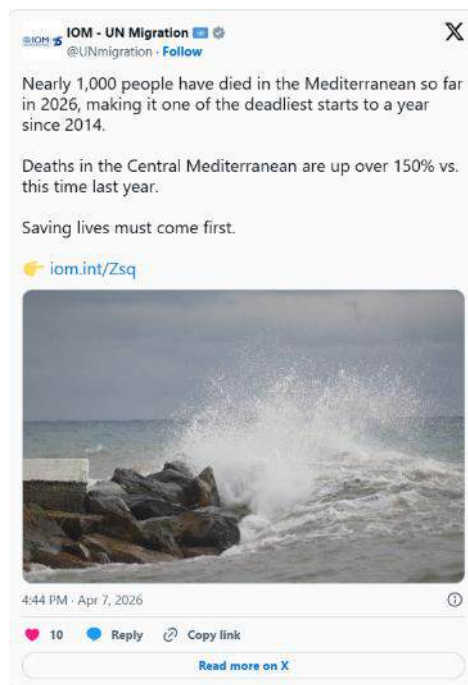 IOM - UN Migration
@UNmigration · Follow
Nearly 1,000 people have died in the Mediterranean so far
in 2026, making it one of the deadliest starts to a year
since 2014.
Deaths in the Central Mediterranean are up over 150% vs.
this time last year.
Saving lives must come first.
👉 iom.int/Zsq
4:44 PM · Apr 7, 2026
10 Reply Copy link
Read more on X